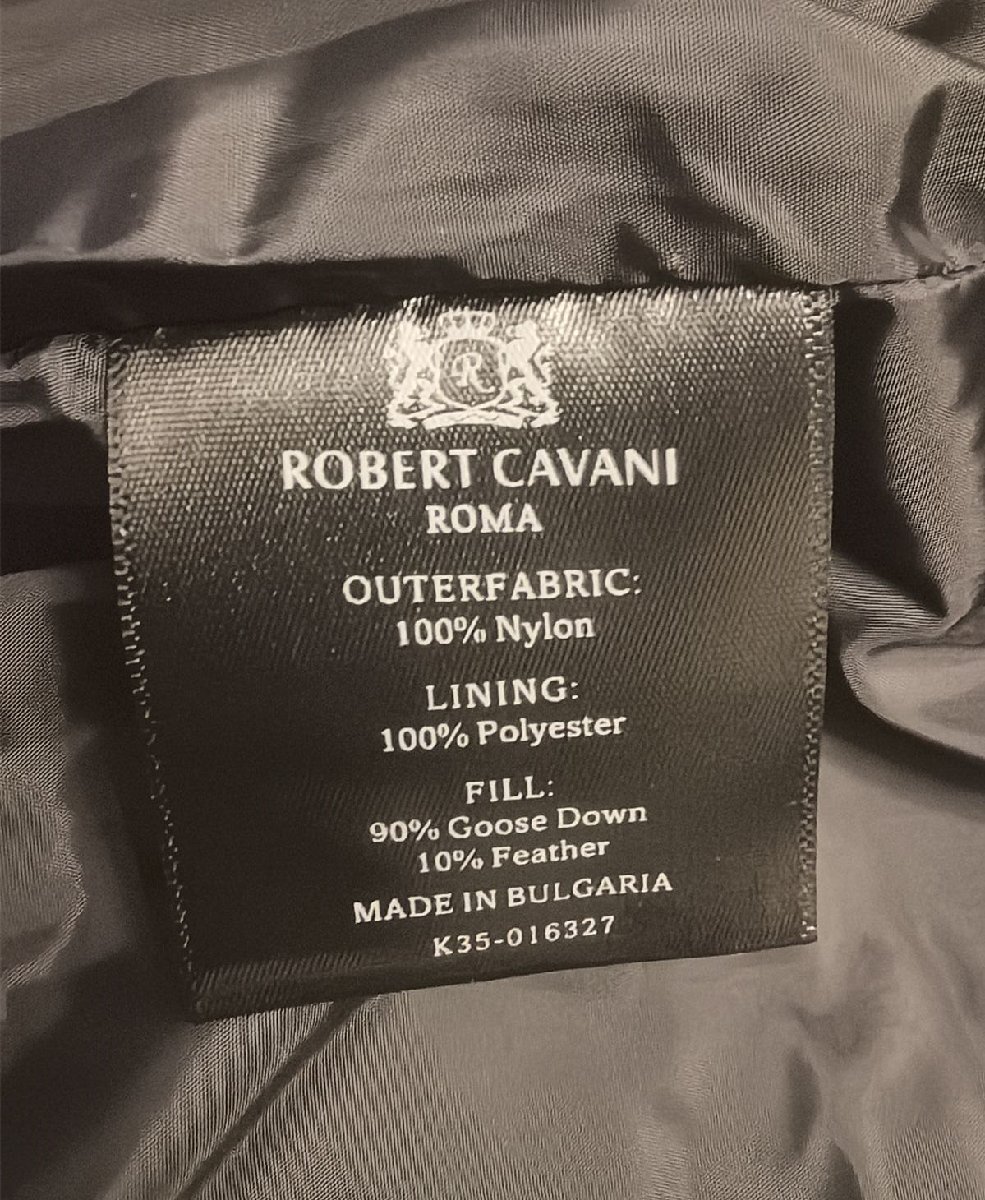 R
ROBERT CAVANI
ROMA
OUTERFABRIC:
100% Nylon
LINING:
100% Polyester
FILL:
90% Goose Down
10% Feather
MADE IN BULGARIA
K35-016327